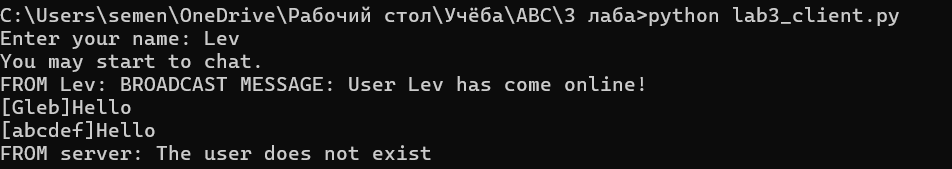 C:\Users\semen\OneDrive\Рабочий стол\Учёба\АВС\3 лаба>python lab3_client.py
Enter your name: Lev
You may start to chat.
FROM Lev: BROADCAST MESSAGE: User Lev has come online!
[Gleb]Hello
[abcdef]Hello
FROM server: The user does not exist